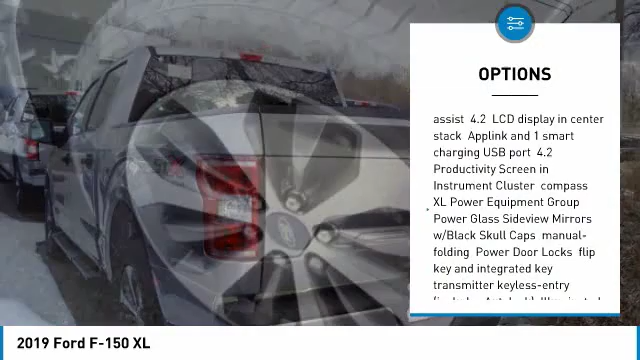 OPTIONS
assist 4.2 LCD display in center
stack Applink and 1 smart
charging USB port 4.2
Productivity Screen in
Instrument Cluster compass
XL Power Equipment Group
Power Glass Sideview Mirrors
w/Black Skull Caps manual-
folding Power Door Locks flip
key and integrated key
transmitter keyless-entry
2019 Ford F-150 XL